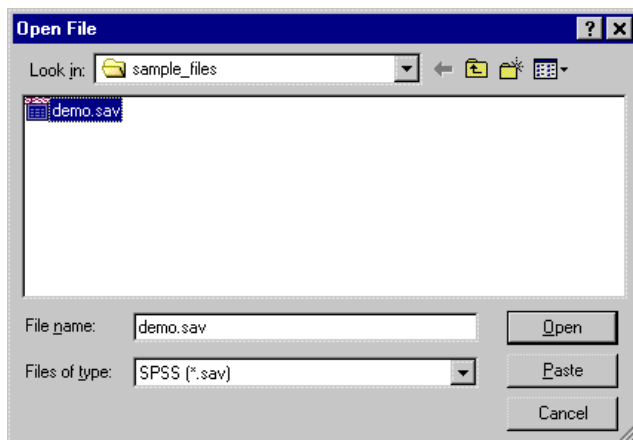 Open File
Look in: sample_files
demo.sav
File name: demo.sav Open
Files of type: SPSS (*.sav) Paste
Cancel